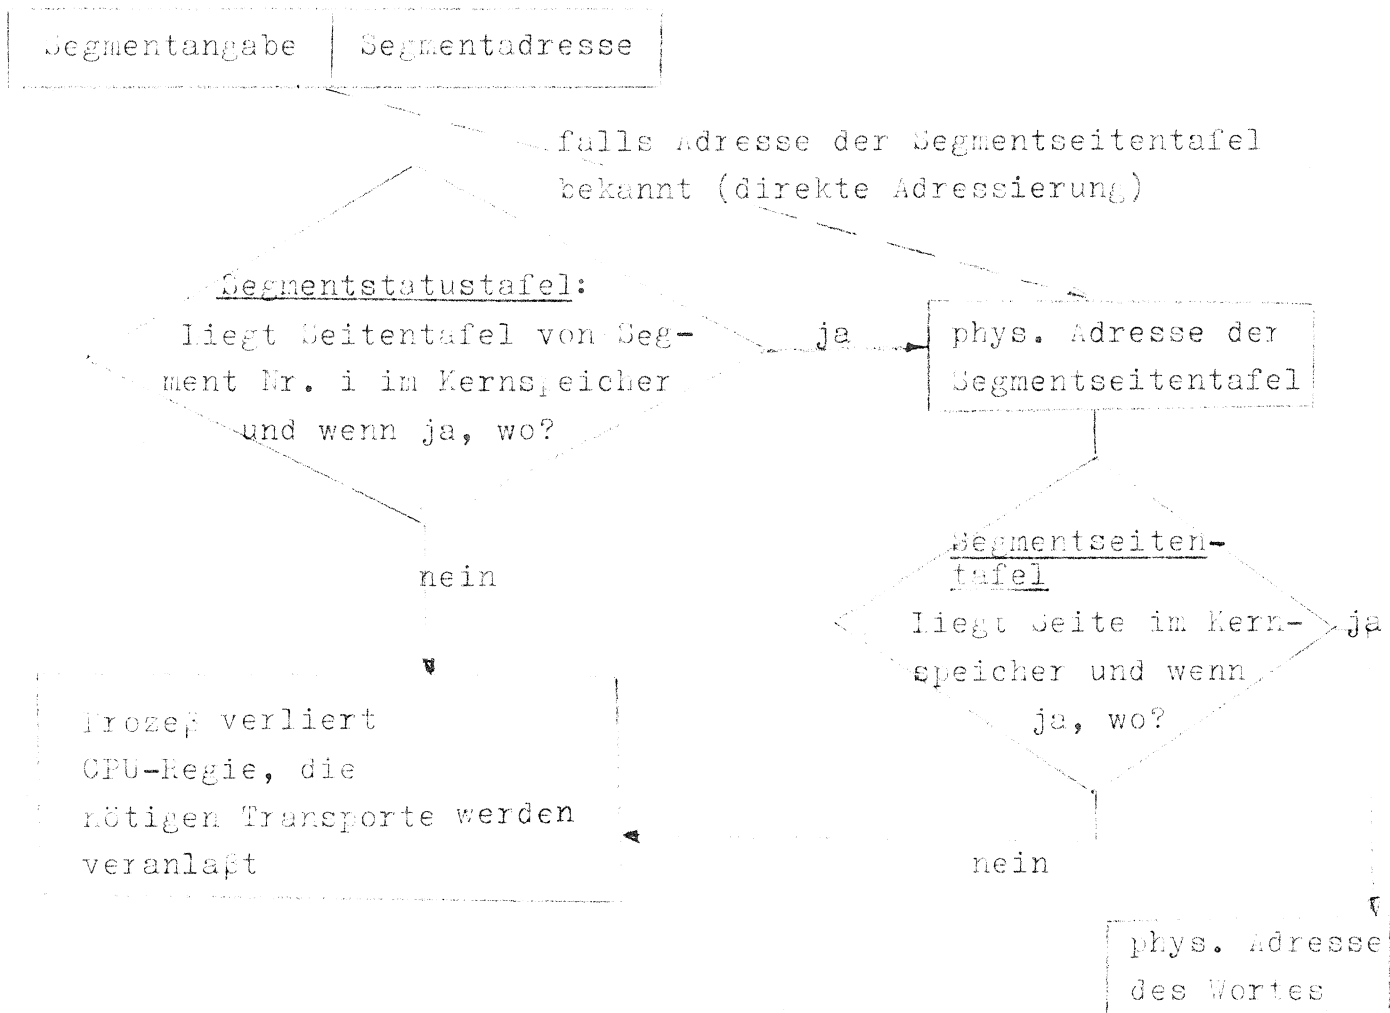 Segmentangabe Segmentadresse
falls Adresse der Segmentseitentafel
bekannt (direkte Adressierung)
Segmentstatustafel:
Liegt Seitentafel von Seg-
ment Nr. i im Kernspeicher
und wenn ja, wo?
ja
phys. Adresse der
Segmentseitentafel
nein
Segmentseiten-
tafel
Liegt Seite im Kern-
speicher und wenn
ja, wo?
ja
Prozeß verliert
CPU-Regie, die
nötigen Transporte werden
veranlaßt
nein
phys. Adresse
des Wortes